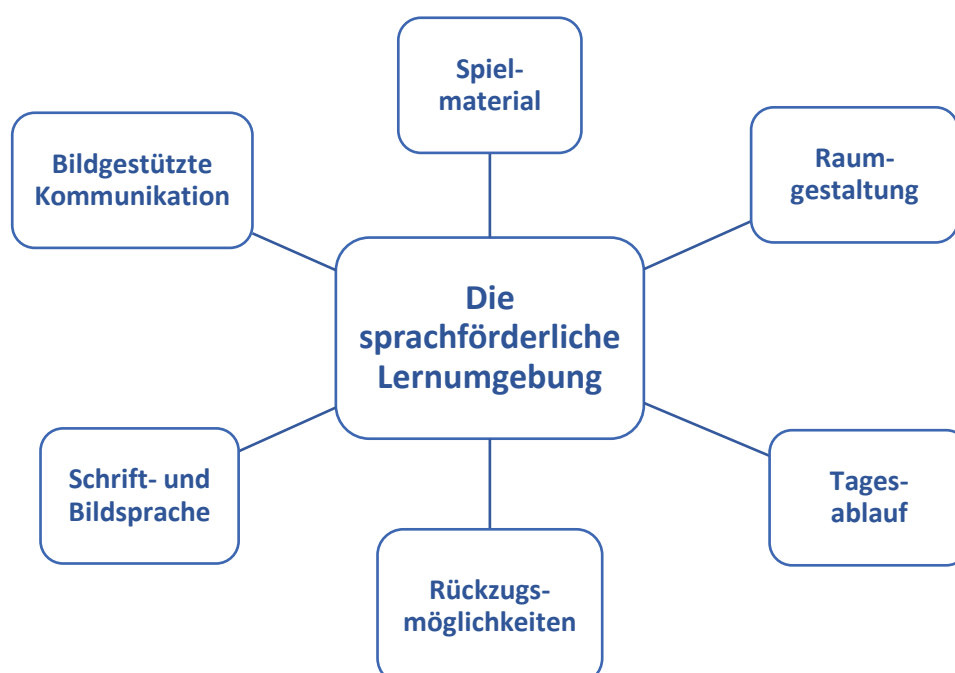 Spiel-
material
Bildgestützte
Kommunikation
Raum-
gestaltung
Die
sprachförderliche
Lernumgebung
Schrift- und
Bildsprache
Tages-
ablauf
Rückzugs-
möglichkeiten